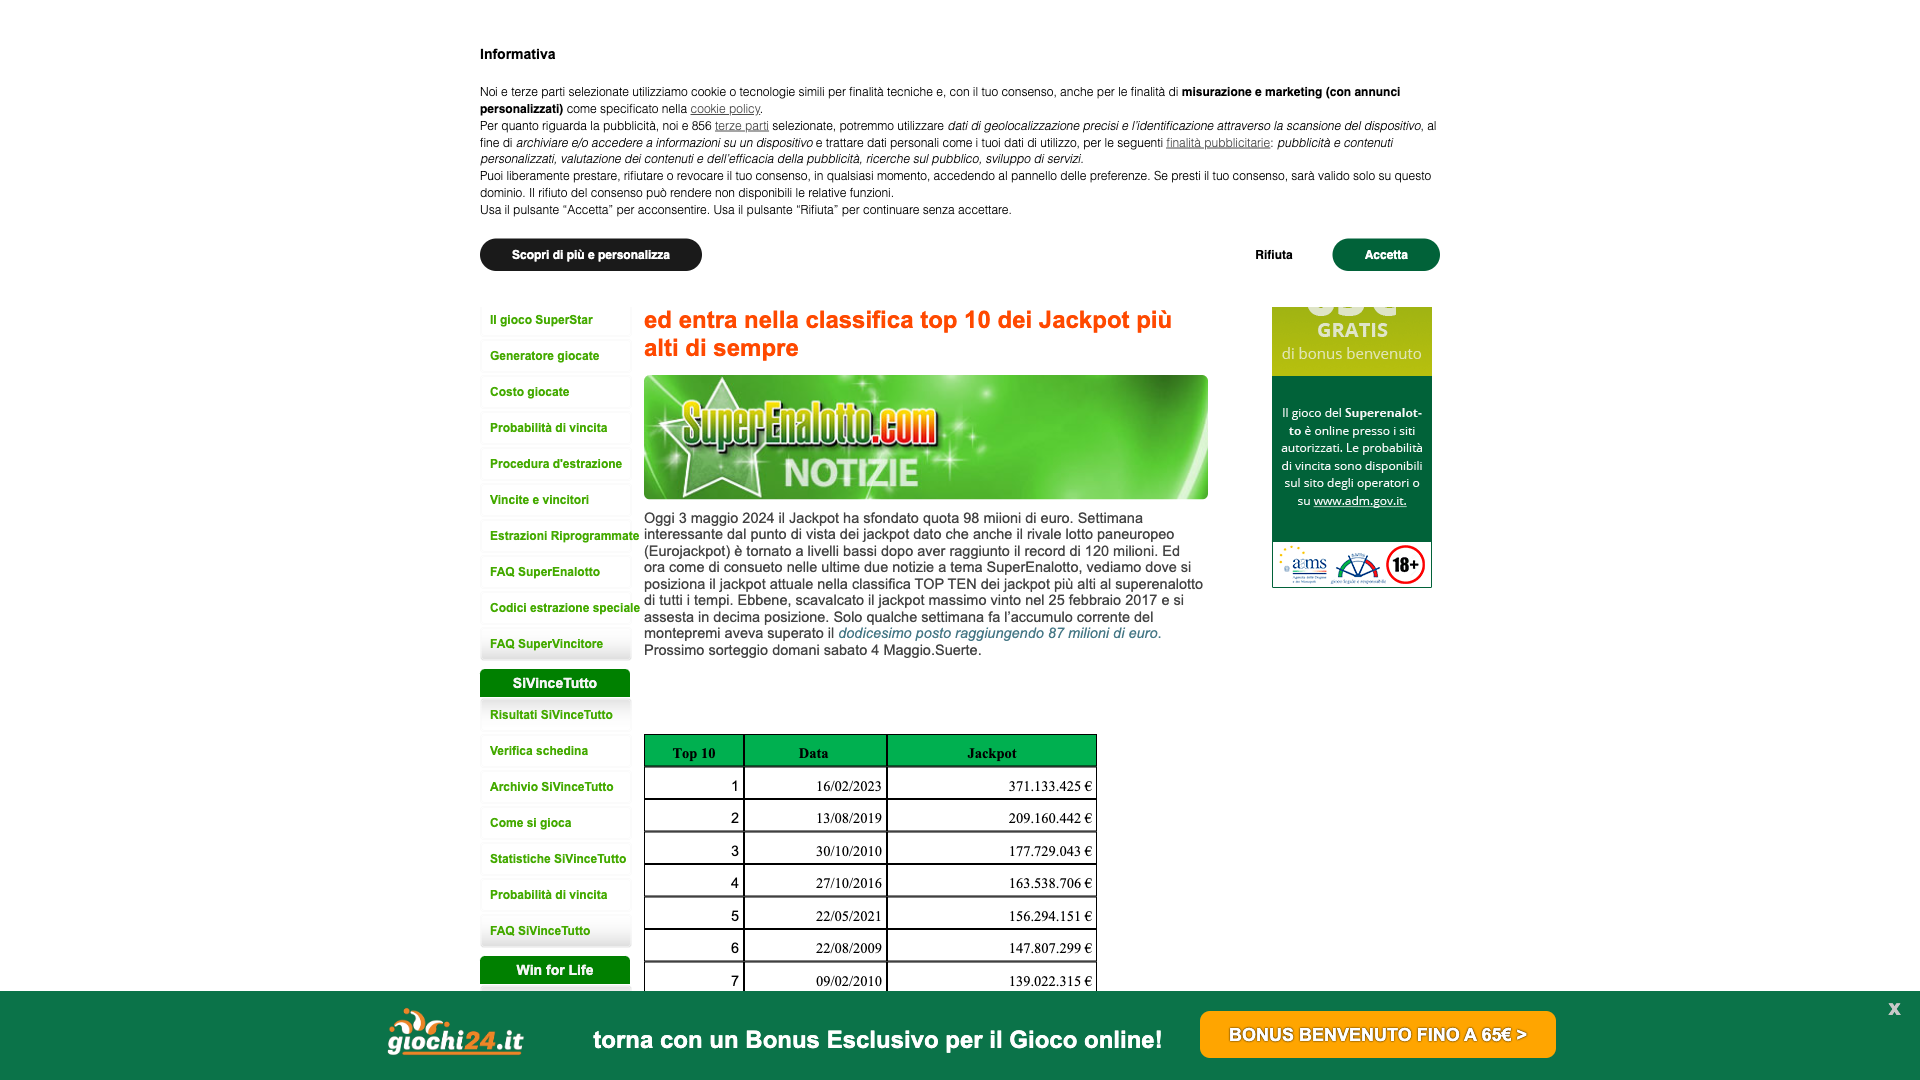 Informativa
Noi e terze parti selezionate utilizziamo cookie o tecnologie simili per finalità tecniche e, con il tuo consenso, anche per le finalità di misurazione e marketing (con annunci
personalizzati) come specificato nella cookie policy.
Per quanto riguarda la pubblicità, noi e 856 terze parti selezionate, potremmo utilizzare dati di geolocalizzazione precisi e l'identificazione attraverso la scansione del dispositivo, al
fine di archiviare e/o accedere a informazioni su un dispositivo e trattare dati personali come i tuoi dati di utilizzo, per le seguenti finalità pubblicitarie: pubblicità e contenuti
personalizzati, valutazione dei contenuti e dell'efficacia della pubblicità, ricerche sul pubblico, sviluppo di servizi.
Puoi liberamente prestare, rifiutare o revocare il tuo consenso, in qualsiasi momento, accedendo al pannello delle preferenze. Se presti il tuo consenso, sarà valido solo su questo
dominio. Il rifiuto del consenso può rendere non disponibili le relative funzioni.
Usa il pulsante “Accetta” per acconsentire. Usa il pulsante “Rifiuta” per continuare senza accettare.
Scopri di più e personalizza
Rifiuta
Accetta
Il gioco SuperStar
Generatore giocate
Costo giocate
Probabilità di vincita
Procedura d'estrazione
Vincite e vincitori
Estrazioni Riprogrammate
FAQ SuperEnalotto
Codici estrazione speciale
FAQ SuperVincitore
SiVinceTutto
Risultati SiVinceTutto
Verifica schedina
Archivio SiVinceTutto
Come si gioca
Statistiche SiVinceTutto
Probabilità di vincita
FAQ SiVinceTutto
Win for Life
ed entra nella classifica top 10 dei Jackpot più
alti di sempre
SuperEnalotto.com
NOTIZIE
Oggi 3 maggio 2024 il Jackpot ha sfondato quota 98 miioni di euro. Settimana
interessante dal punto di vista dei jackpot dato che anche il rivale lotto paneuropeo
(Eurojackpot) è tornato a livelli bassi dopo aver raggiunto il record di 120 milioni. Ed
ora come di consueto nelle ultime due notizie a tema SuperEnalotto, vediamo dove si
posiziona il jackpot attuale nella classifica TOP TEN dei jackpot più alti al superenalotto
di tutti i tempi. Ebbene, scavalcato il jackpot massimo vinto nel 25 febbraio 2017 e si
assesta in decima posizione. Solo qualche settimana fa l'accumulo corrente del
montepremi aveva superato il dodicesimo posto raggiungendo 87 milioni di euro.
Prossimo sorteggio domani sabato 4 Maggio.Suerte.
Top 10 Data Jackpot
1 16/02/2023 371.133.425 €
2 13/08/2019 209.160.442 €
3 30/10/2010 177.729.043 €
4 27/10/2016 163.538.706 €
5 22/05/2021 156.294.151 €
6 22/08/2009 147.807.299 €
7 09/02/2010 139.022.315 €
GRATIS
di bonus benvenuto
Il gioco del Superenalot-
to è online presso i siti
autorizzati. Le probabilità
di vincita sono disponibili
sul sito degli operatori o
su www.adm.gov.it.
aams
18+
giochi24.it
torna con un Bonus Esclusivo per il Gioco online!
BONUS BENVENUTO FINO A 65€ >
x